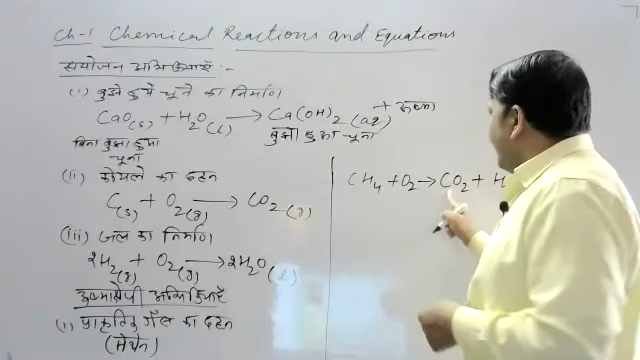 Ch-1 Chemical Reactions and Equations
संयोजन अभिक्रियाएँ :-
(i) बुझे हुये चूने का निर्माण
CaO(s) + H₂O(l) → Ca(OH)₂(aq) + ऊष्मा
बिना बुझा हुआ चूना
बुझा हुआ चूना
(ii) कोयले का दहन
C(s) + O₂(g) → CO₂(g)
(iii) जल का निर्माण
2H₂(g) + O₂(g) → 2H₂O(l)
ऊष्माक्षेपी अभिक्रियाएँ
(i) प्राकृतिक गैस का दहन
(मेथेन)
CH₄ + O₂ → CO₂ + H